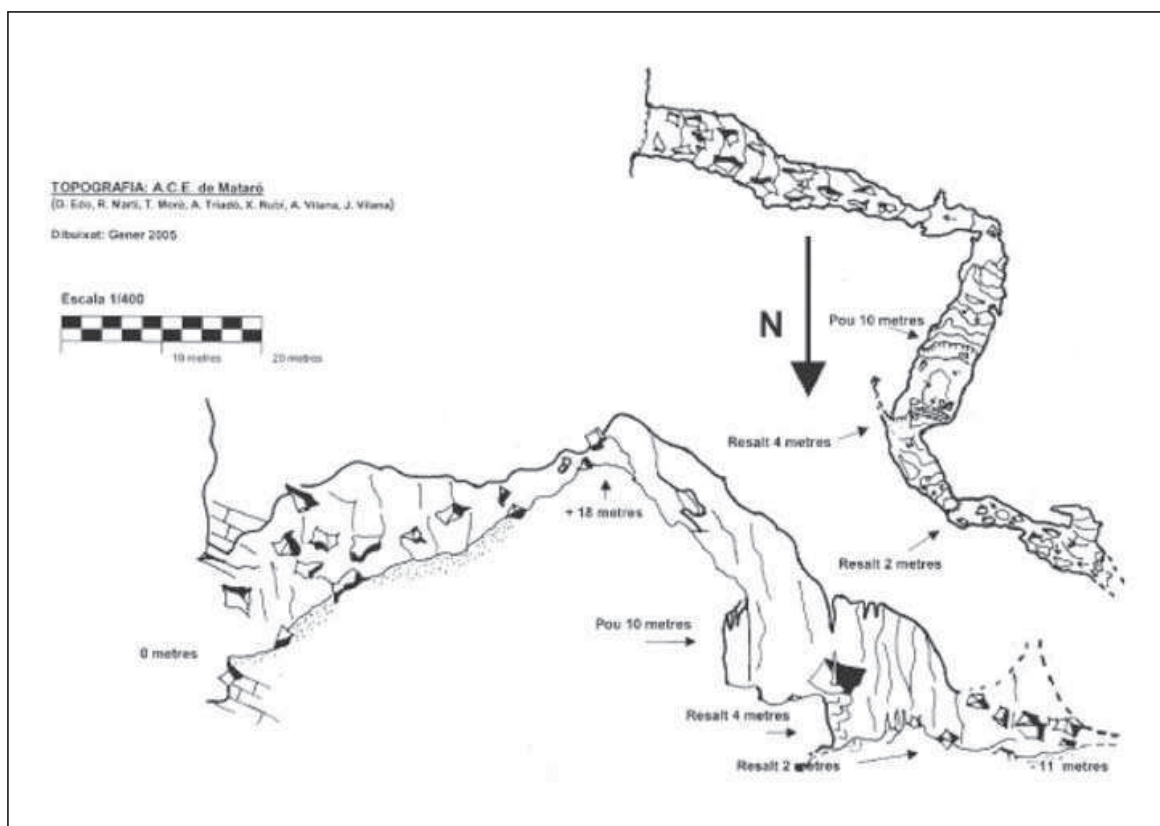 TOPOGRAFIA: A.C.E. de Mataró
(D. Edo, R. Martí, T. Moré, A. Triadó, X. Rubí, A. Vilana, J. Vilana)
Dibuixat: Gener 2005
Escala 1/400
10 metres
20 metres
N
Pou 10 metres
Resalt 4 metres
Resalt 2 metres
+ 18 metres
0 metres
Pou 10 metres
Resalt 4 metres
Resalt 2 metres
- 11 metres